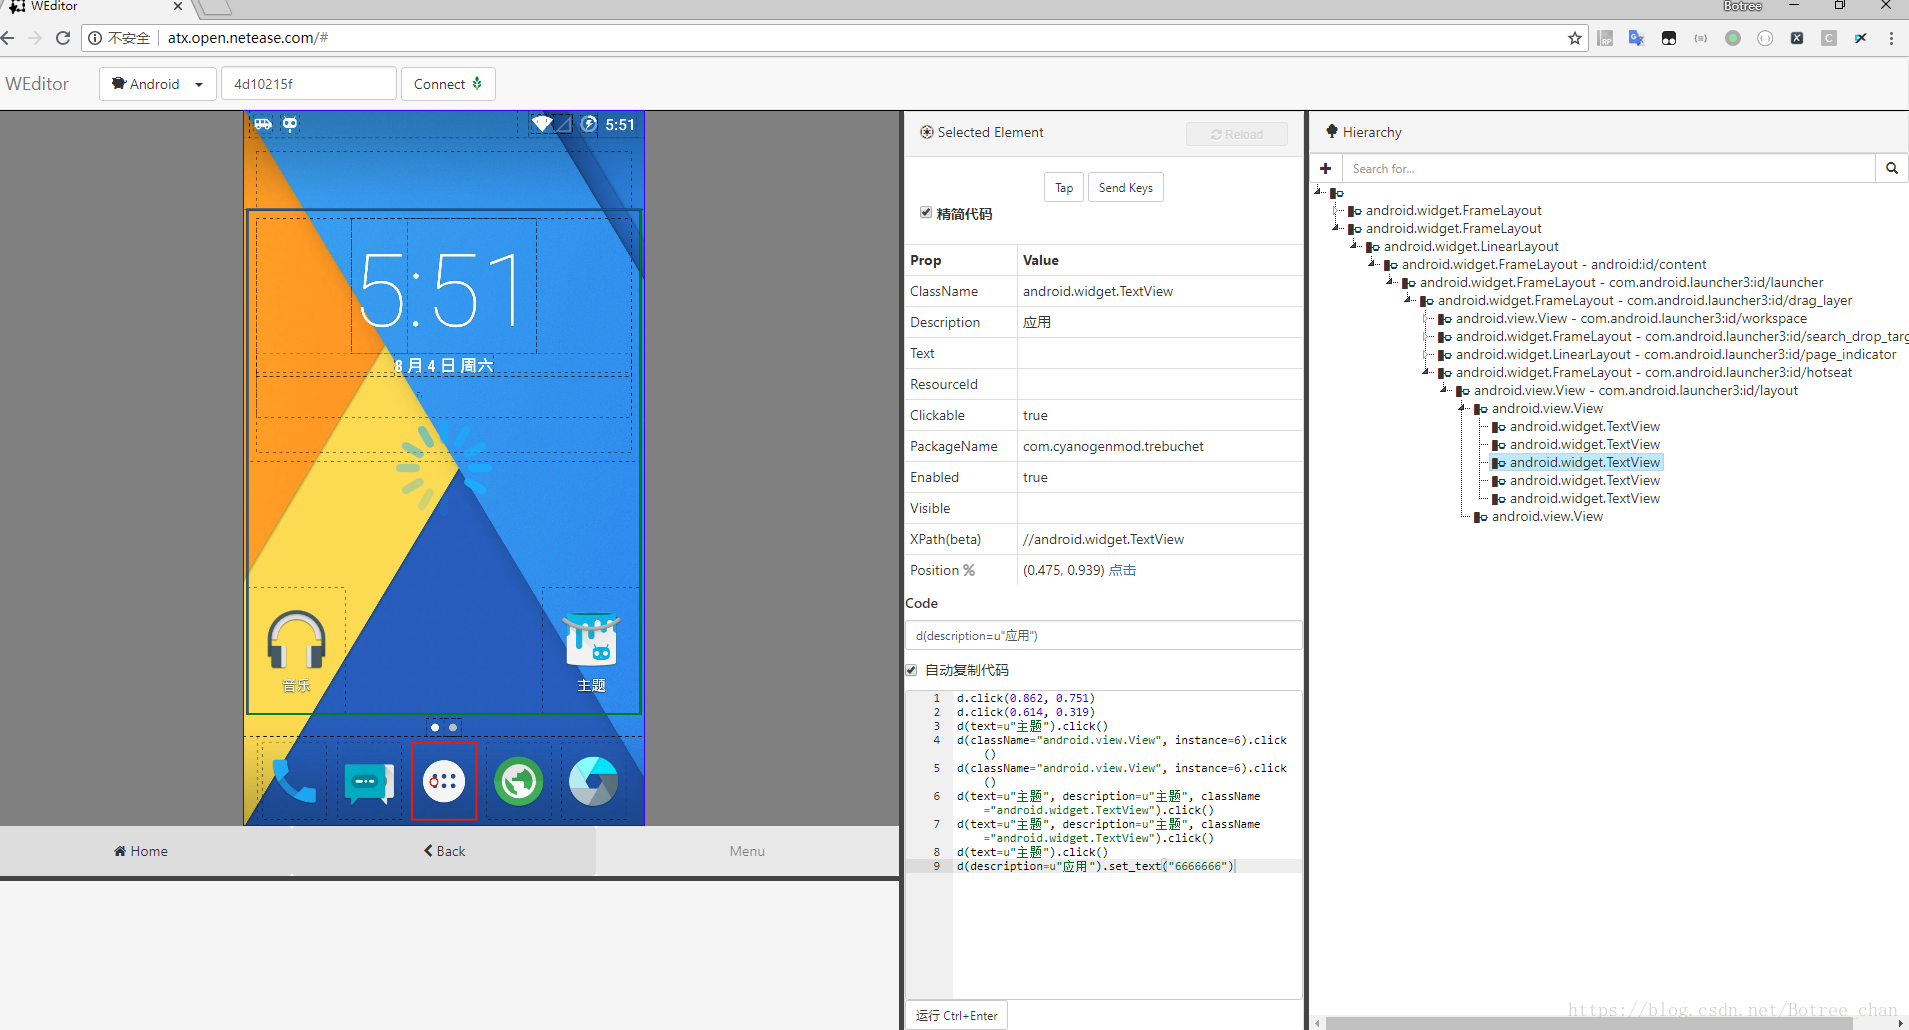 WEditor
Botree
不安全 atx.open.netease.com/#
WEditor Android 4d10215f Connect
5:51
5:51
8月4日 周六
音乐 主题
Home Back Menu
Selected Element Reload
Tap Send Keys
精简代码
Prop Value
ClassName android.widget.TextView
Description 应用
Text
ResourceId
Clickable true
PackageName com.cyanogenmod.trebuchet
Enabled true
Visible
XPath(beta) //android.widget.TextView
Position % (0.475, 0.939) 点击
Code
d(description=u"应用")
自动复制代码
1 d.click(0.862, 0.751)
2 d.click(0.614, 0.319)
3 d(text=u"主题").click()
4 d(className="android.view.View", instance=6).click
()
5 d(className="android.view.View", instance=6).click
()
6 d(text=u"主题", description=u"主题", className
="android.widget.TextView").click()
7 d(text=u"主题", description=u"主题", className
="android.widget.TextView").click()
8 d(text=u"主题").click()
9 d(description=u"应用").set_text("6666666")
运行 Ctrl+Enter
Hierarchy
Search for...
android.widget.FrameLayout
android.widget.FrameLayout
android.widget.LinearLayout
android.widget.FrameLayout - android:id/content
android.widget.FrameLayout - com.android.launcher3:id/launcher
android.widget.FrameLayout - com.android.launcher3:id/drag_layer
android.view.View - com.android.launcher3:id/workspace
android.widget.FrameLayout - com.android.launcher3:id/search_drop_targ
android.widget.LinearLayout - com.android.launcher3:id/page_indicator
android.widget.FrameLayout - com.android.launcher3:id/hotseat
android.view.View - com.android.launcher3:id/layout
android.view.View
android.widget.TextView
android.widget.TextView
android.widget.TextView
android.widget.TextView
android.widget.TextView
android.view.View
https://blog.csdn.net/Botree_chan